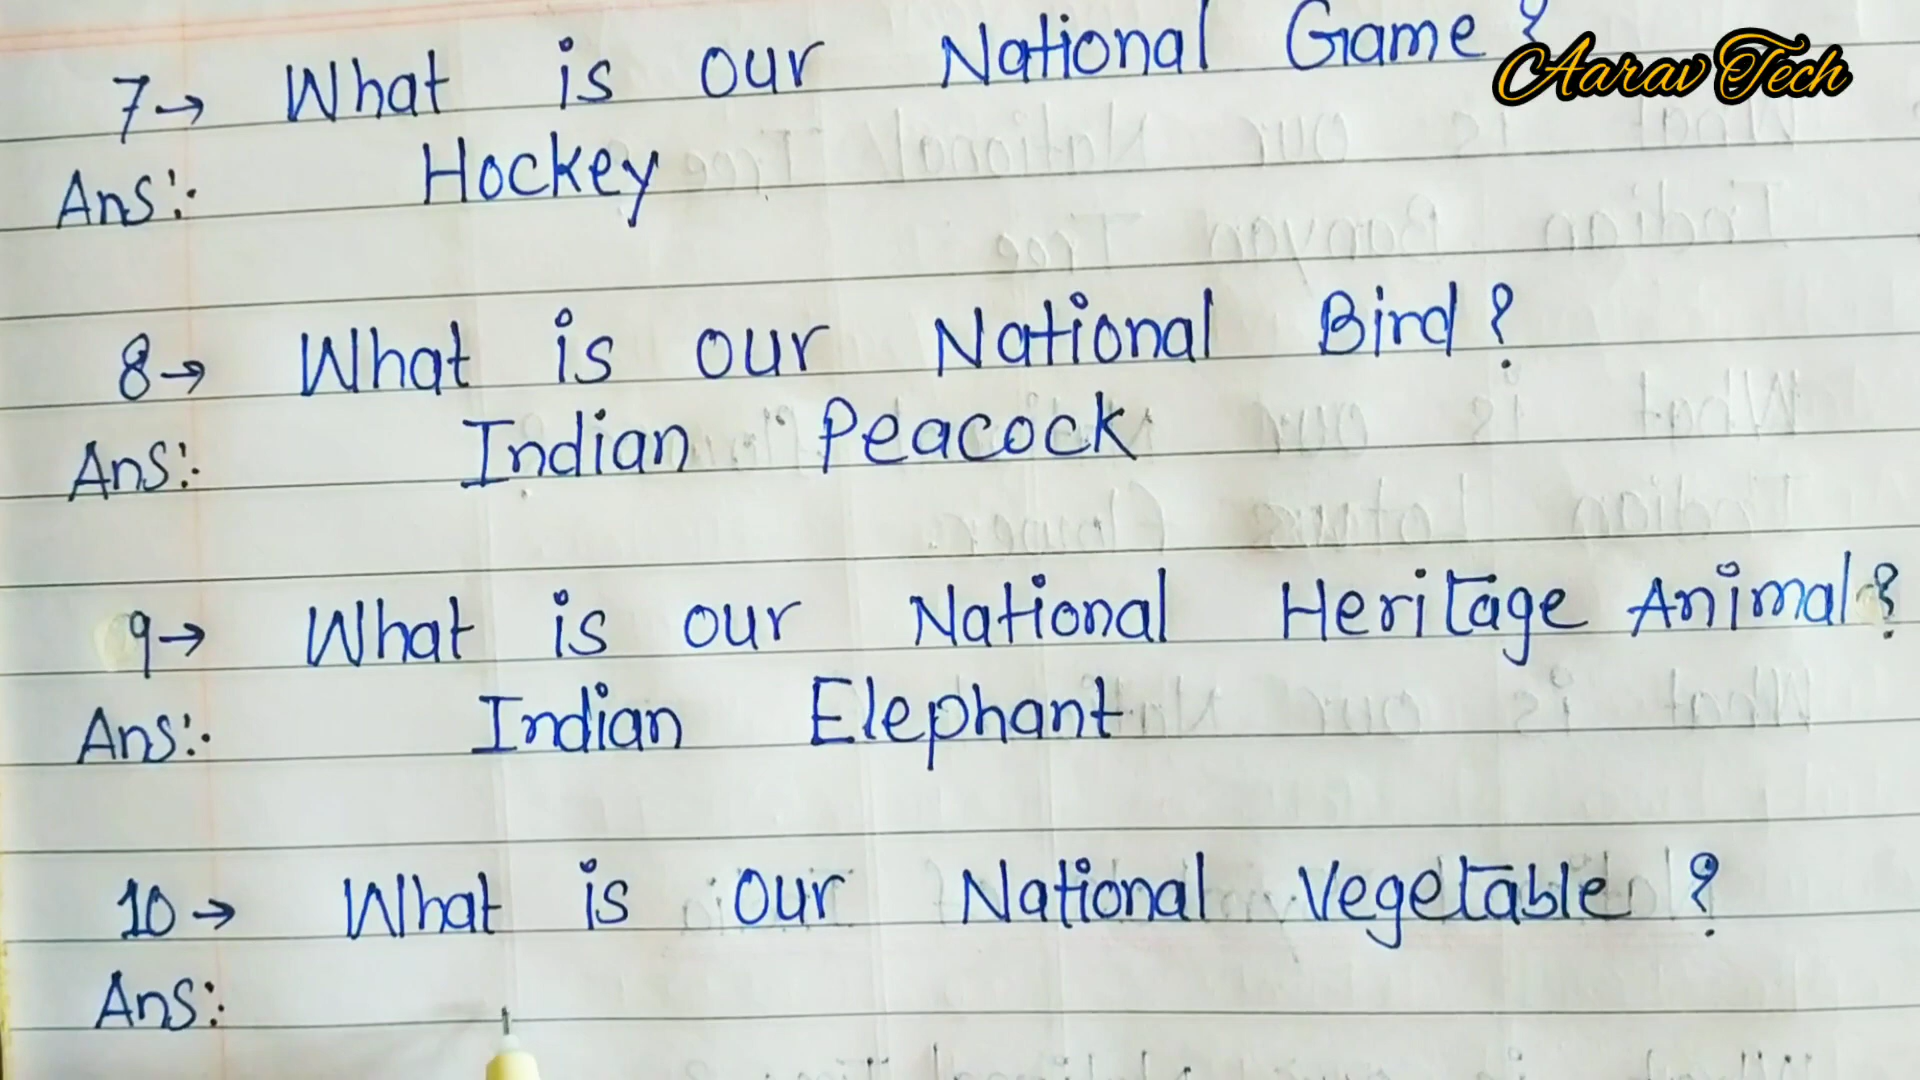 7→ What is our National Game?
Aarav Tech
Ans:- Hockey
8→ What is our National Bird?
Ans:- Indian Peacock
9→ What is our National Heritage Animal?
Ans:- Indian Elephant
10→ What is our National Vegetable ?
Ans: